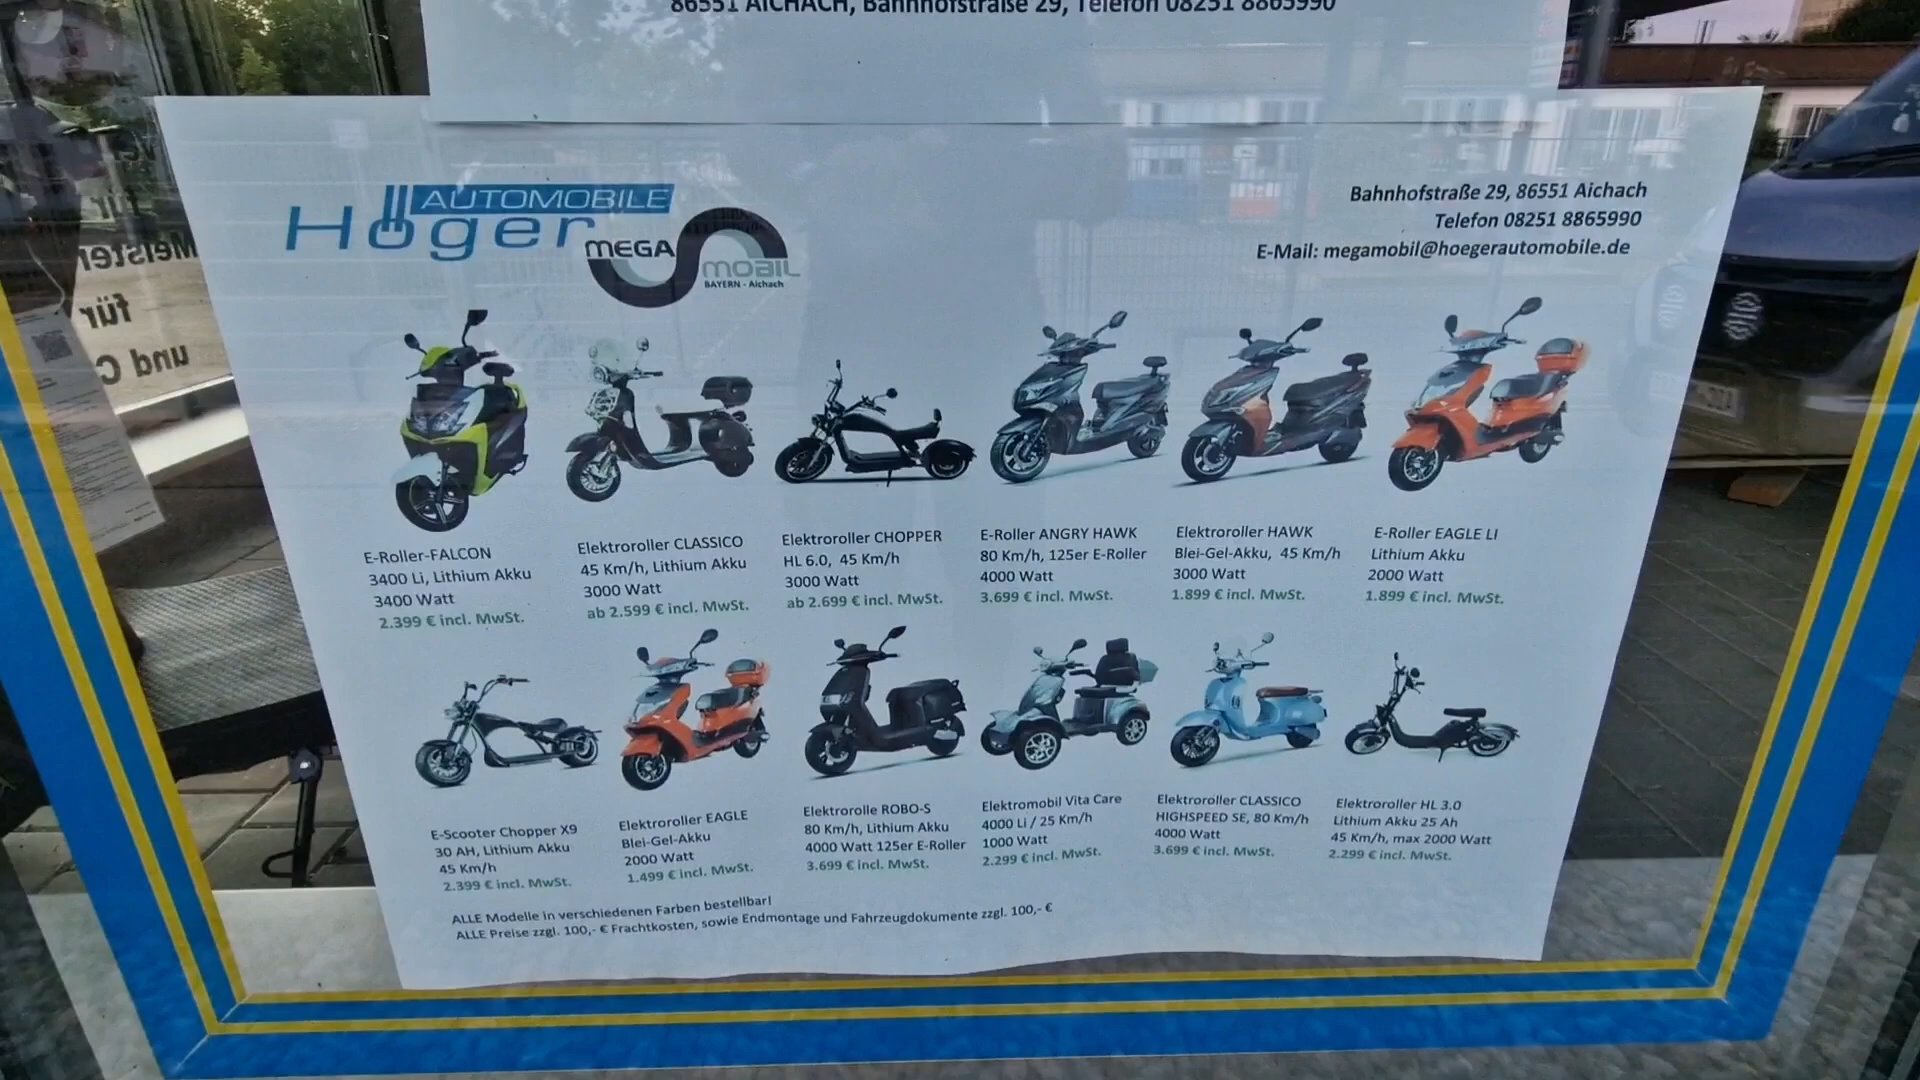 86551 AICHACH, Bahnhofstraße 29, Telefon 08251 8865990
AUTOMOBILE
Höger
MEGA
mobil
BAYERN - Aichach
Bahnhofstraße 29, 86551 Aichach
Telefon 08251 8865990
E-Mail: megamobil@hoegerautomobile.de
E-Roller-FALCON
3400 Li, Lithium Akku
3400 Watt
2.399 € incl. MwSt.
Elektroroller CLASSICO
45 Km/h, Lithium Akku
3000 Watt
ab 2.599 € incl. MwSt.
Elektroroller CHOPPER
HL 6.0, 45 Km/h
3000 Watt
ab 2.699 € incl. MwSt.
E-Roller ANGRY HAWK
80 Km/h, 125er E-Roller
4000 Watt
3.699 € incl. MwSt.
Elektroroller HAWK
Blei-Gel-Akku, 45 Km/h
3000 Watt
1.899 € incl. MwSt.
E-Roller EAGLE LI
Lithium Akku
2000 Watt
1.899 € incl. MwSt.
E-Scooter Chopper X9
30 AH, Lithium Akku
45 Km/h
2.399 € incl. MwSt.
Elektroroller EAGLE
Blei-Gel-Akku
2000 Watt
1.499 € incl. MwSt.
Elektrorolle ROBO-S
80 Km/h, Lithium Akku
4000 Watt 125er E-Roller
3.699 € incl. MwSt.
Elektromobil Vita Care
4000 Li / 25 Km/h
1000 Watt
2.299 € incl. MwSt.
Elektroroller CLASSICO
HIGHSPEED SE, 80 Km/h
4000 Watt
3.699 € incl. MwSt.
Elektroroller HL 3.0
Lithium Akku 25 Ah
45 Km/h, max 2000 Watt
2.299 € incl. MwSt.
ALLE Modelle in verschiedenen Farben bestellbar!
ALLE Preise zzgl. 100,- € Frachtkosten, sowie Endmontage und Fahrzeugdokumente zzgl. 100,- €
Meister
für
und